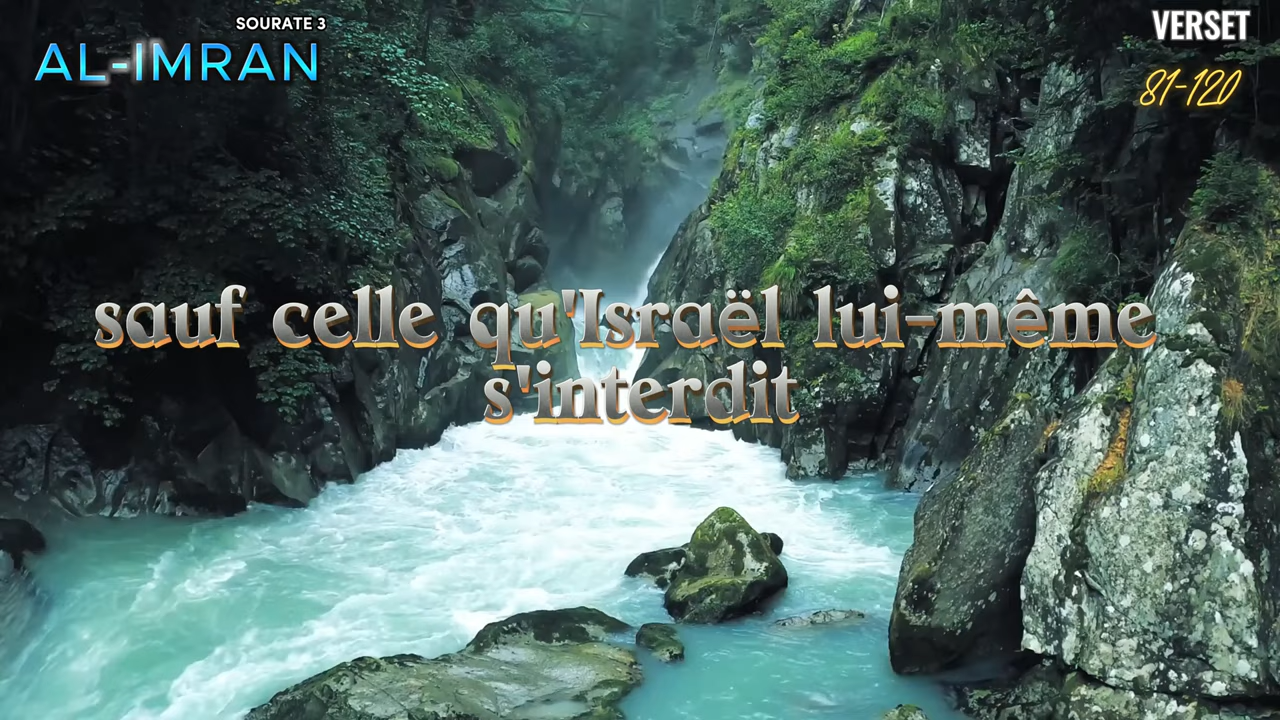 SOURATE 3
AL-IMRAN
VERSET
81-120
sauf celle qu'Israël lui-même
s'interdit